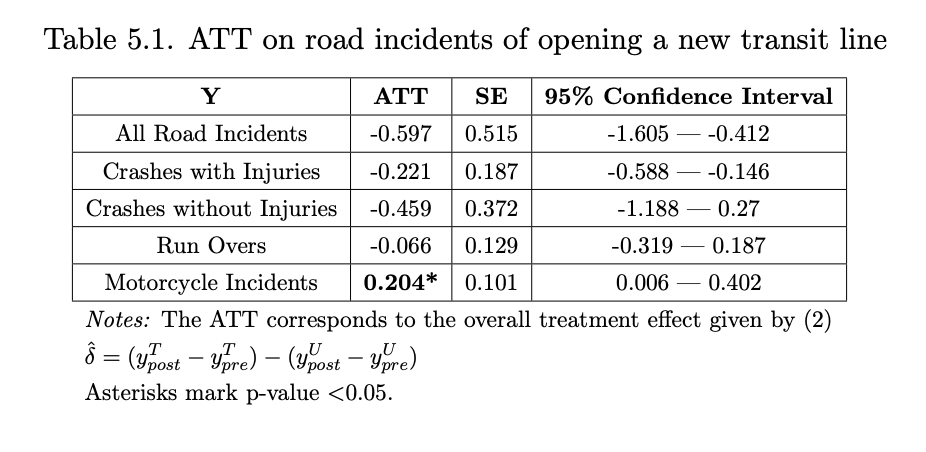 Table 5.1. ATT on road incidents of opening a new transit line
Y ATT SE 95% Confidence Interval
All Road Incidents -0.597 0.515 -1.605 — -0.412
Crashes with Injuries -0.221 0.187 -0.588 — -0.146
Crashes without Injuries -0.459 0.372 -1.188 — 0.27
Run Overs -0.066 0.129 -0.319 — 0.187
Motorcycle Incidents 0.204* 0.101 0.006 — 0.402
Notes: The ATT corresponds to the overall treatment effect given by (2)
$\hat{\delta} = (y^{T}_{post} - y^{T}_{pre}) - (y^{U}_{post} - y^{U}_{pre})$
Asterisks mark p-value <0.05.